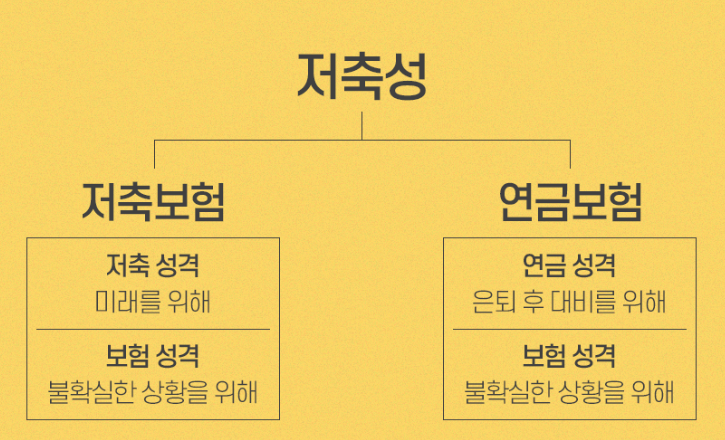 저축성
저축보험
저축 성격
미래를 위해
보험 성격
불확실한 상황을 위해
연금보험
연금 성격
은퇴 후 대비를 위해
보험 성격
불확실한 상황을 위해